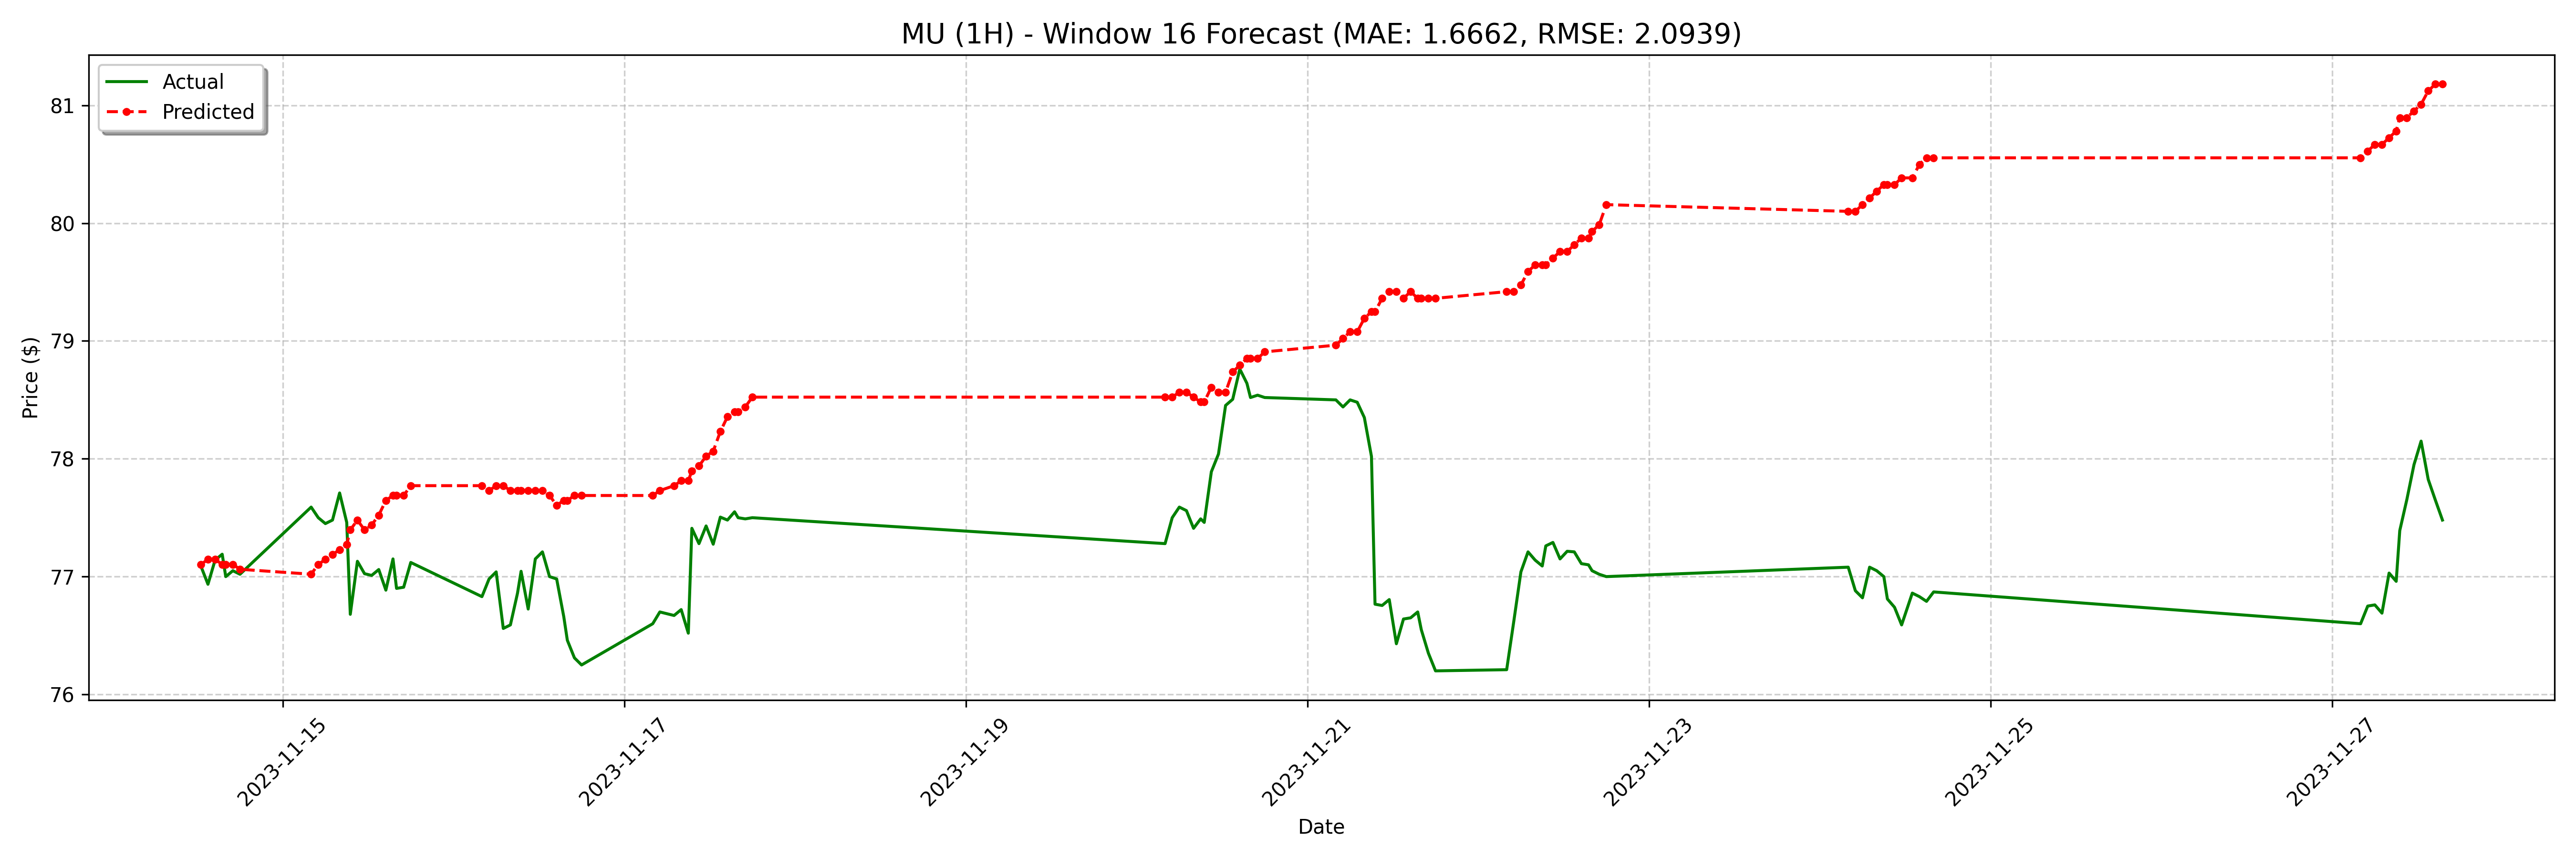 MU (1H) - Window 16 Forecast (MAE: 1.6662, RMSE: 2.0939)
Actual
Predicted
Price ($)
81
80
79
78
77
76
2023-11-15
2023-11-17
2023-11-19
2023-11-21
2023-11-23
2023-11-25
2023-11-27
Date